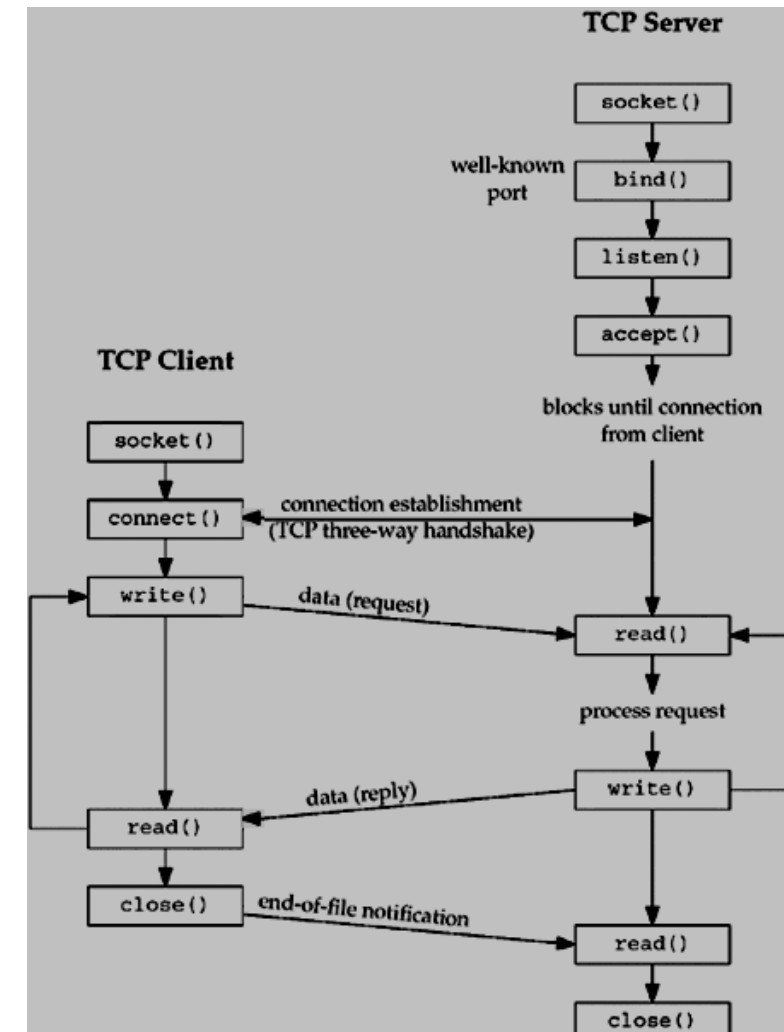 TCP Server
socket()
well-known
port
bind()
listen()
accept()
TCP Client
blocks until connection
from client
socket()
connection establishment
connect()
(TCP three-way handshake)
write()
data (request)
read()
process request
data (reply)
write()
read()
close()
end-of-file notification
read()
close()